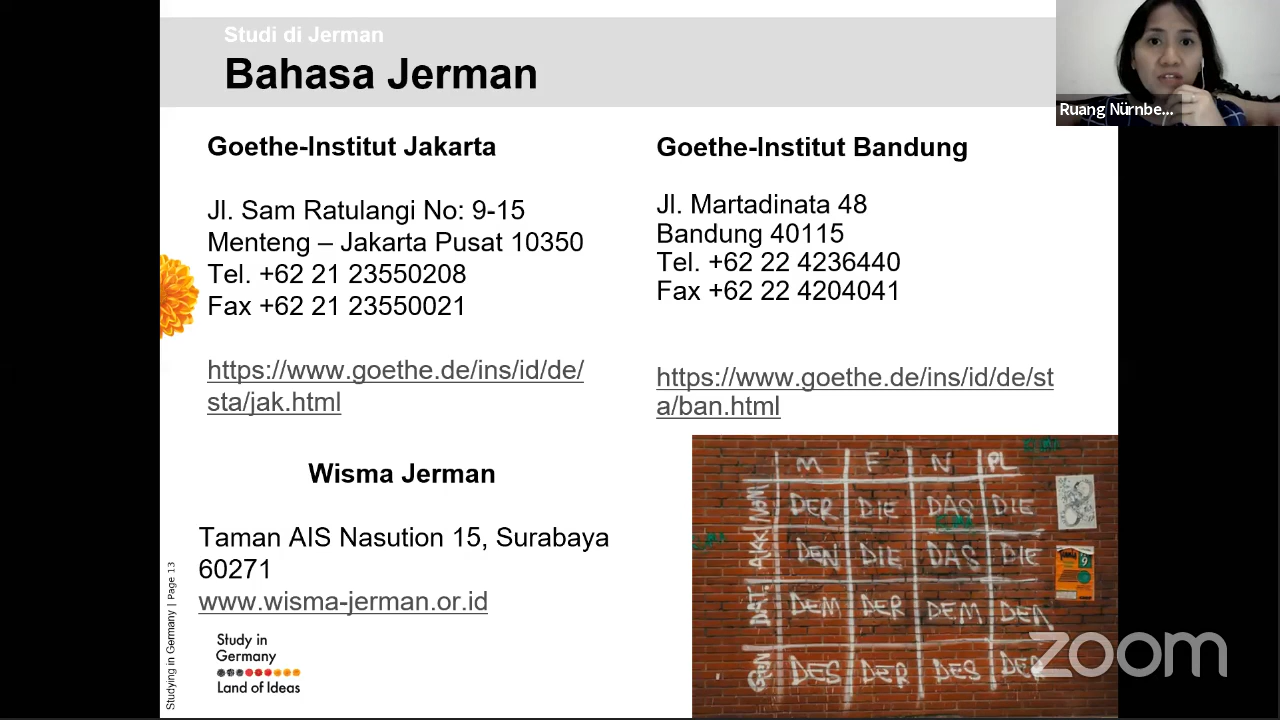 Studi di Jerman
Bahasa Jerman
Ruang Nürnbe...
Goethe-Institut Jakarta
Jl. Sam Ratulangi No: 9-15
Menteng – Jakarta Pusat 10350
Tel. +62 21 23550208
Fax +62 21 23550021
https://www.goethe.de/ins/id/de/
sta/jak.html
Goethe-Institut Bandung
Jl. Martadinata 48
Bandung 40115
Tel. +62 22 4236440
Fax +62 22 4204041
https://www.goethe.de/ins/id/de/st
a/ban.html
Wisma Jerman
Taman AIS Nasution 15, Surabaya
60271
www.wisma-jerman.or.id
Study in
Germany
Land of Ideas
Studying in Germany | Page 13
M F N PL
NOM DER DIE DAS DIE
AKK DEN DIE DAS DIE
DAT. DEM DER DEM DEN
GEN DES DER DES DER
zoom